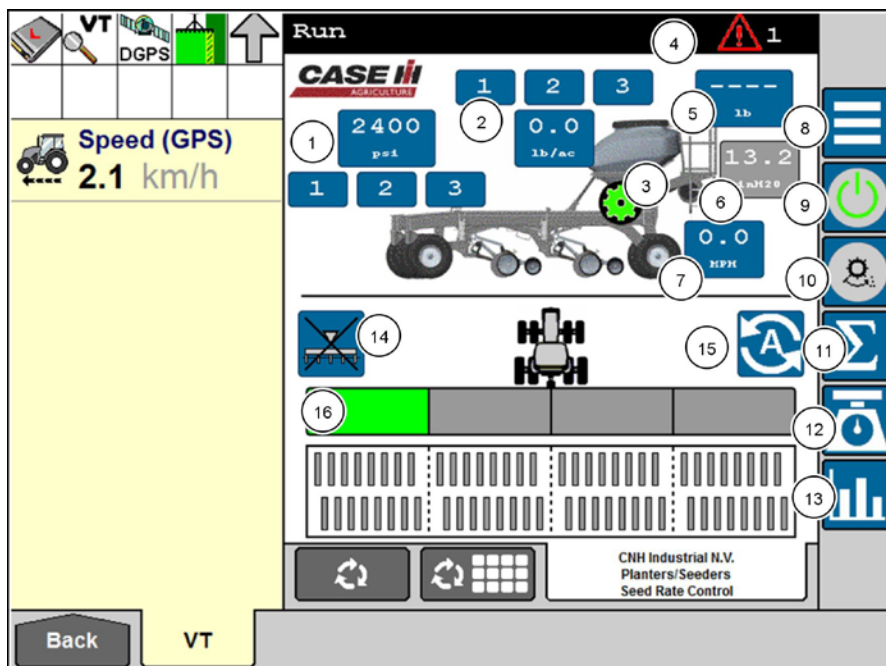 VT
DGPS
Speed (GPS)
2.1 km/h
Run
4
1
CASE IH
AGRICULTURE
1 2 3
1
2400
psi
2
0.0
lb/ac
5
----
lb
8
13.2
inH20
1 2 3
3
6
9
0.0
MPH
7
10
14
15
A
11
Σ
16
12
13
CNH Industrial N.V.
Planters/Seeders
Seed Rate Control
Back
VT